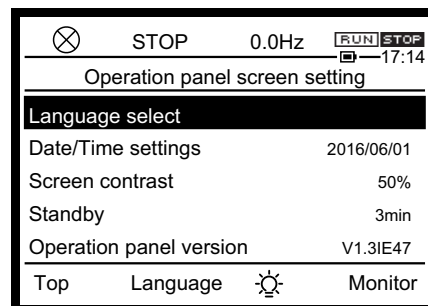 STOP 0.0Hz RUN STOP
17:14
Operation panel screen setting
Language select
Date/Time settings 2016/06/01
Screen contrast 50%
Standby 3min
Operation panel version V1.3IE47
Top Language Monitor